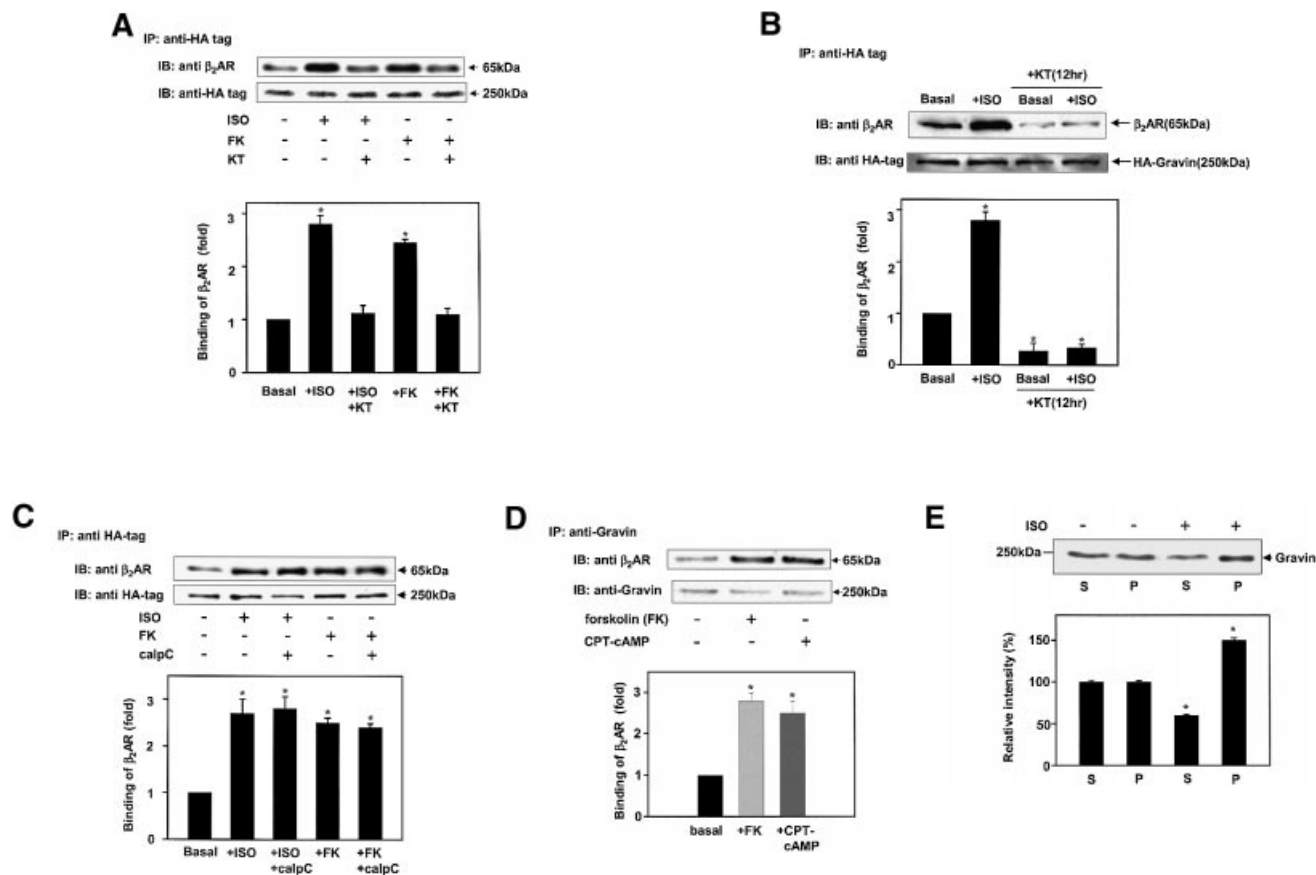 A
IP: anti-HA tag
IB: anti β₂AR
65kDa
IB: anti-HA tag
250kDa
ISO - + + - -
FK - - - + +
KT - - + - +
Binding of β₂AR (fold)
3
2
1
0
Basal +ISO +ISO +FK +FK
+KT +KT
* *
B
IP: anti-HA tag
+KT(12hr)
Basal +ISO Basal +ISO
IB: anti β₂AR
β₂AR(65kDa)
IB: anti HA-tag
HA-Gravin(250kDa)
Binding of β₂AR (fold)
3
2
1
0
* * *
Basal +ISO Basal +ISO
+KT(12hr)
C
IP: anti HA-tag
IB: anti β₂AR
65kDa
IB: anti HA-tag
250kDa
ISO - + + - -
FK - - - + +
calpC - - + - +
Binding of β₂AR (fold)
3
2
1
0
* * * *
Basal +ISO +ISO +FK +FK
+calpC +calpC
D
IP: anti-Gravin
IB: anti β₂AR
65kDa
IB: anti-Gravin
250kDa
forskolin (FK) - + -
CPT-cAMP - - +
Binding of β₂AR (fold)
3
2
1
0
* *
basal +FK +CPT-
cAMP
E
ISO - - + +
250kDa
Gravin
S P S P
Relative intensity (%)
150
100
50
0
* *
S P S P